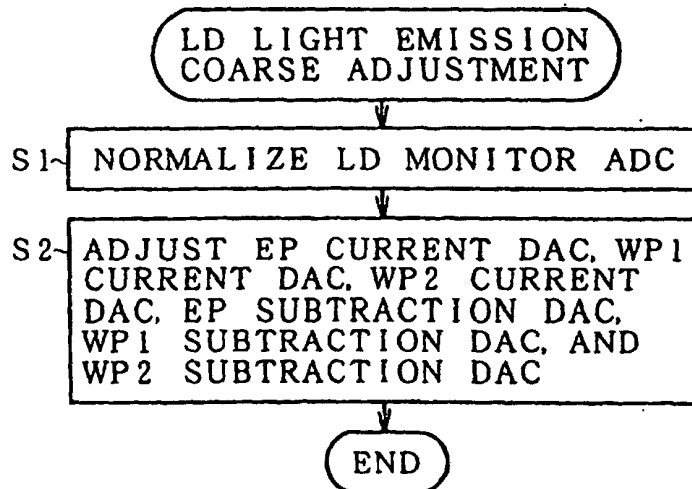 LD LIGHT EMISSION
COARSE ADJUSTMENT
S1 NORMALIZE LD MONITOR ADC
S2 ADJUST EP CURRENT DAC, WP1
CURRENT DAC, WP2 CURRENT
DAC, EP SUBTRACTION DAC,
WP1 SUBTRACTION DAC, AND
WP2 SUBTRACTION DAC
END